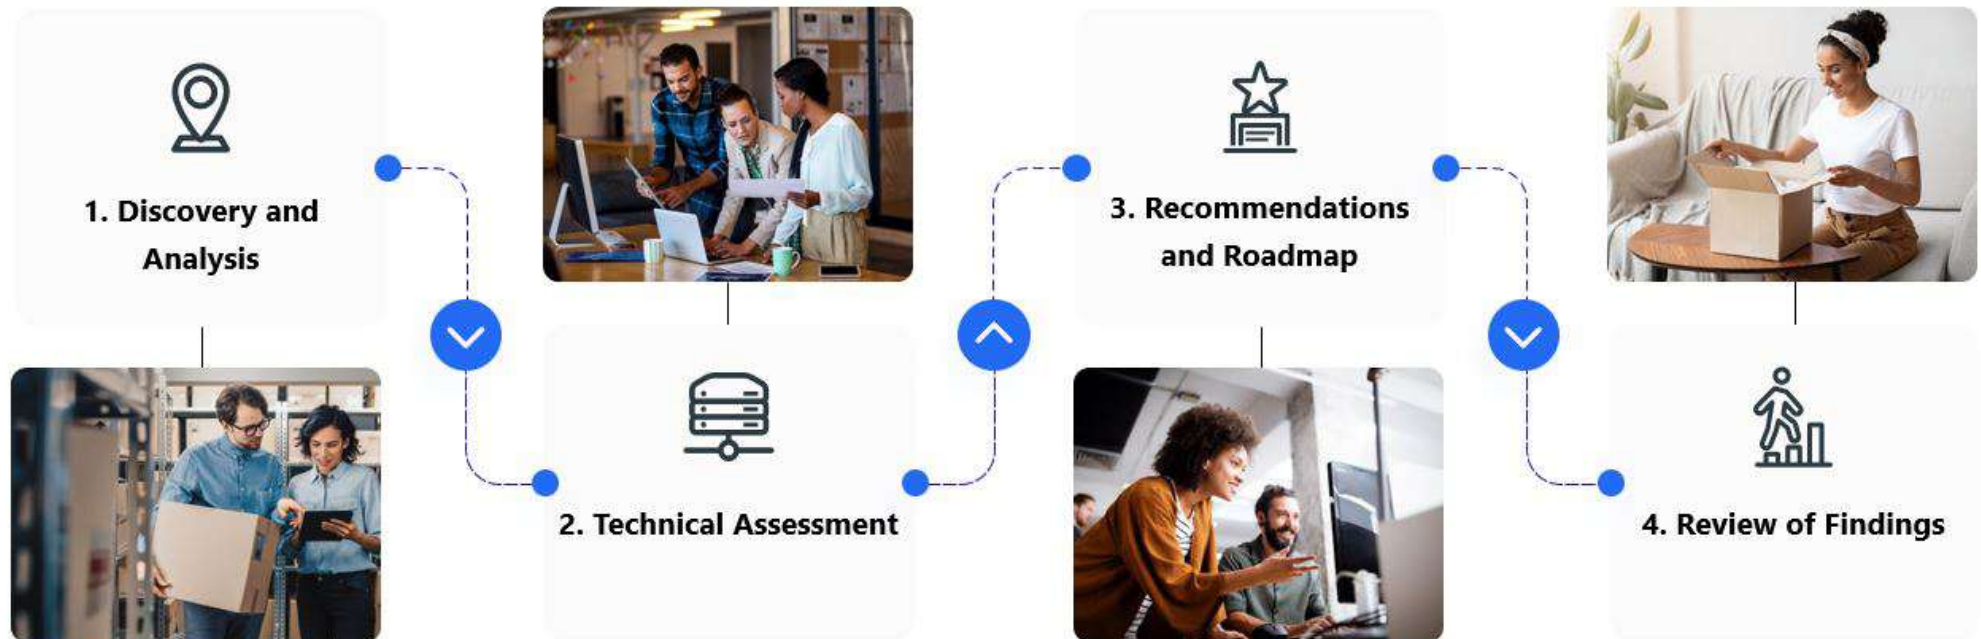 1. Discovery and
Analysis
2. Technical Assessment
3. Recommendations
and Roadmap
4. Review of Findings